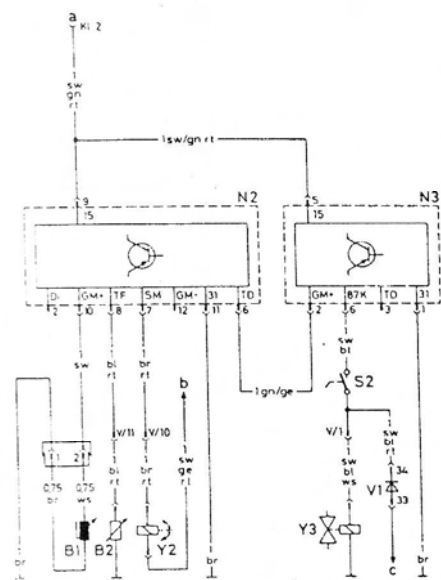 a
Kl 2
sw
gn
rt
1sw/gn rt
9
N2
5
N3
15
15
D-
GM+
TF
SM
GM-
31
TD
GM+
87K
TD
31
2
10
8
7
12
11
6
2
6
3
1
sw
bl
rt
br
rt
b
1gn/ge
sw
bl
S2
1
2
V/11
V/10
1
sw
ge
rt
V/1
sw
bl
rt
34
0,75
br
0,75
ws
bl
rt
br
rt
sw
bl
ws
V1
33
B1
B2
Y2
br
Y3
c
br